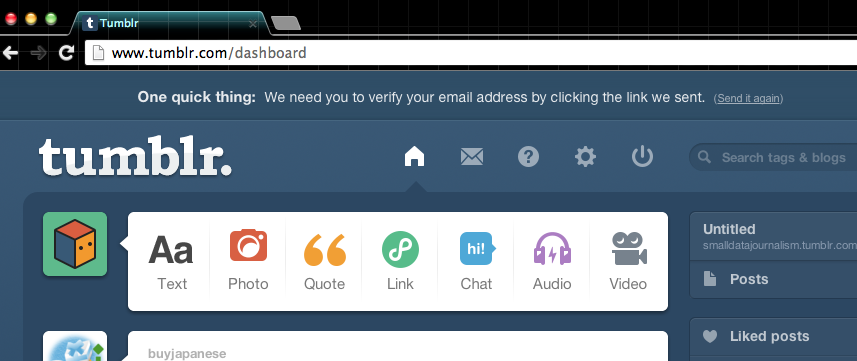 t Tumblr
www.tumblr.com/dashboard
One quick thing: We need you to verify your email address by clicking the link we sent. (Send it again)
tumblr.
Search tags & blogs
Aa
hi!
Text Photo Quote Link Chat Audio Video
Untitled
smalldatajournalism.tumblr.com
Posts
buyjapanese
Liked posts